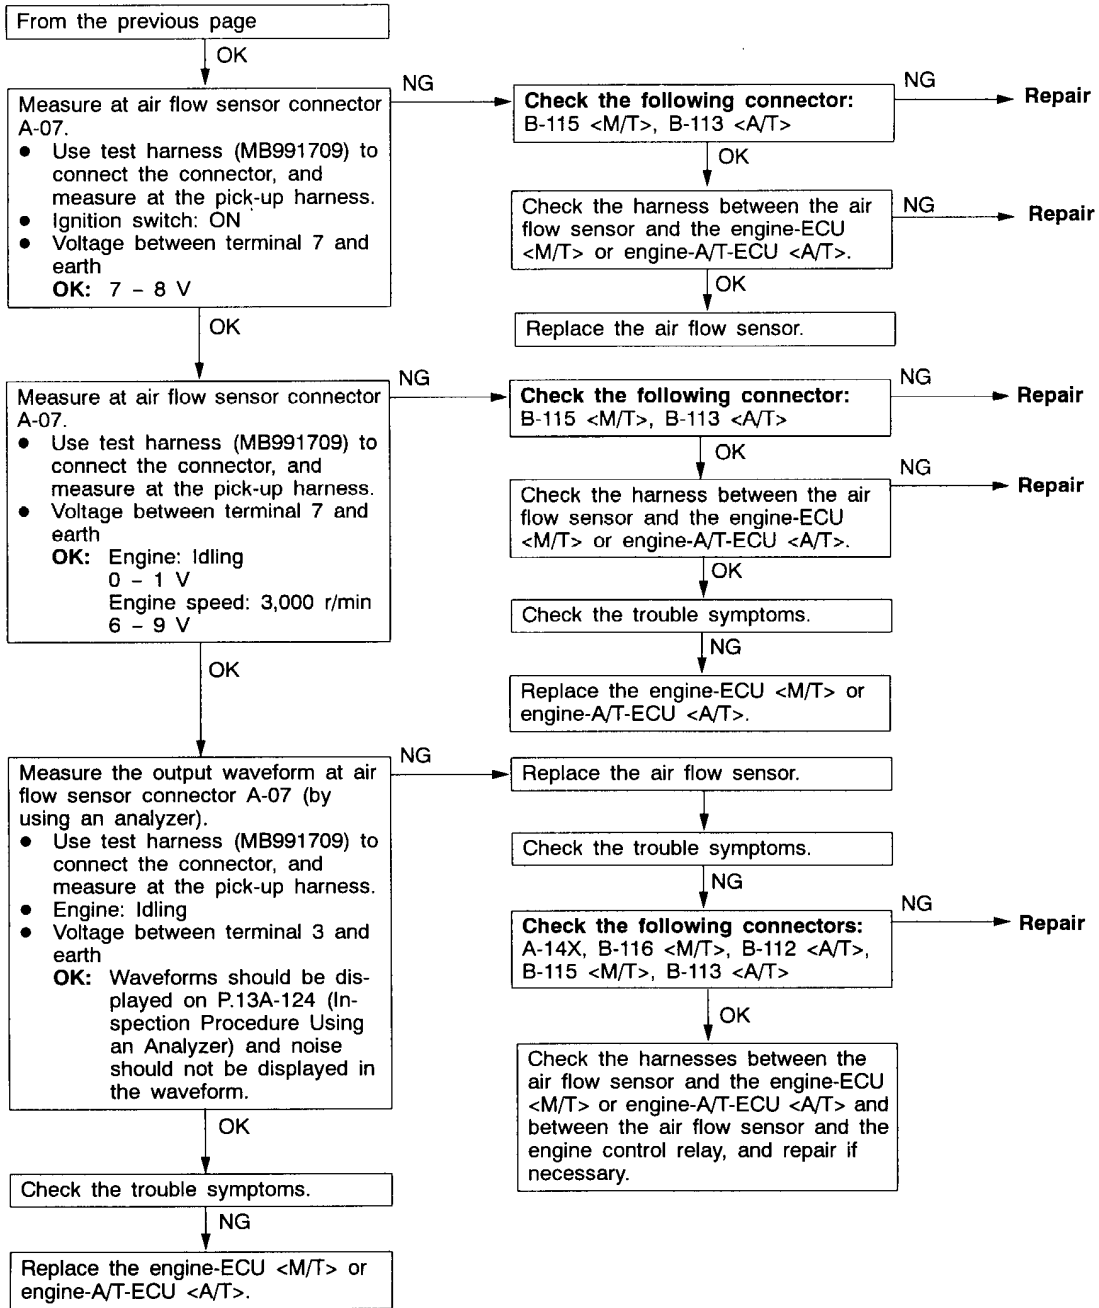 From the previous page
OK
Measure at air flow sensor connector
A-07.
● Use test harness (MB991709) to
connect the connector, and
measure at the pick-up harness.
● Ignition switch: ON
● Voltage between terminal 7 and
earth
OK: 7 – 8 V
NG
Check the following connector:
B-115 <M/T>, B-113 <A/T>
NG
Repair
OK
Check the harness between the air
flow sensor and the engine-ECU
<M/T> or engine-A/T-ECU <A/T>.
NG
Repair
OK
Replace the air flow sensor.
OK
Measure at air flow sensor connector
A-07.
● Use test harness (MB991709) to
connect the connector, and
measure at the pick-up harness.
● Voltage between terminal 7 and
earth
OK: Engine: Idling
0 – 1 V
Engine speed: 3,000 r/min
6 – 9 V
NG
Check the following connector:
B-115 <M/T>, B-113 <A/T>
NG
Repair
OK
Check the harness between the air
flow sensor and the engine-ECU
<M/T> or engine-A/T-ECU <A/T>.
NG
Repair
OK
Check the trouble symptoms.
NG
Replace the engine-ECU <M/T> or
engine-A/T-ECU <A/T>.
OK
Measure the output waveform at air
flow sensor connector A-07 (by
using an analyzer).
● Use test harness (MB991709) to
connect the connector, and
measure at the pick-up harness.
● Engine: Idling
● Voltage between terminal 3 and
earth
OK: Waveforms should be dis-
played on P.13A-124 (In-
spection Procedure Using
an Analyzer) and noise
should not be displayed in
the waveform.
NG
Replace the air flow sensor.
Check the trouble symptoms.
NG
Check the following connectors:
A-14X, B-116 <M/T>, B-112 <A/T>,
B-115 <M/T>, B-113 <A/T>
NG
Repair
OK
Check the harnesses between the
air flow sensor and the engine-ECU
<M/T> or engine-A/T-ECU <A/T> and
between the air flow sensor and the
engine control relay, and repair if
necessary.
OK
Check the trouble symptoms.
NG
Replace the engine-ECU <M/T> or
engine-A/T-ECU <A/T>.